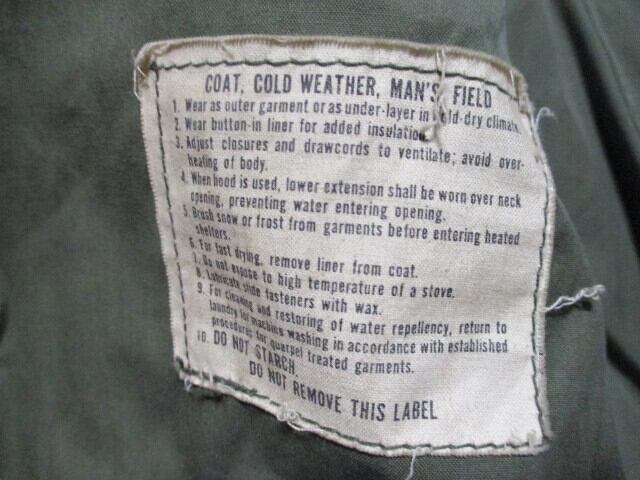 COAT, COLD WEATHER, MAN'S, FIELD
1. Wear as outer garment or as under-layer in cold-dry climate.
2. Wear button-in liner for added insulation.
3. Adjust closures and drawcords to ventilate; avoid over-
heating of body.
4. When hood is used, lower extension shall be worn over neck
opening, preventing water entering opening.
5. Brush snow or frost from garments before entering heated
shelters.
6. For fast drying, remove liner from coat.
7. Do not expose to high temperature of a stove.
8. Lubricate slide fasteners with wax.
9. For cleaning and restoring of water repellency, return to
laundry for machine washing in accordance with established
procedures for quarpel treated garments.
10. DO NOT STARCH.
DO NOT REMOVE THIS LABEL